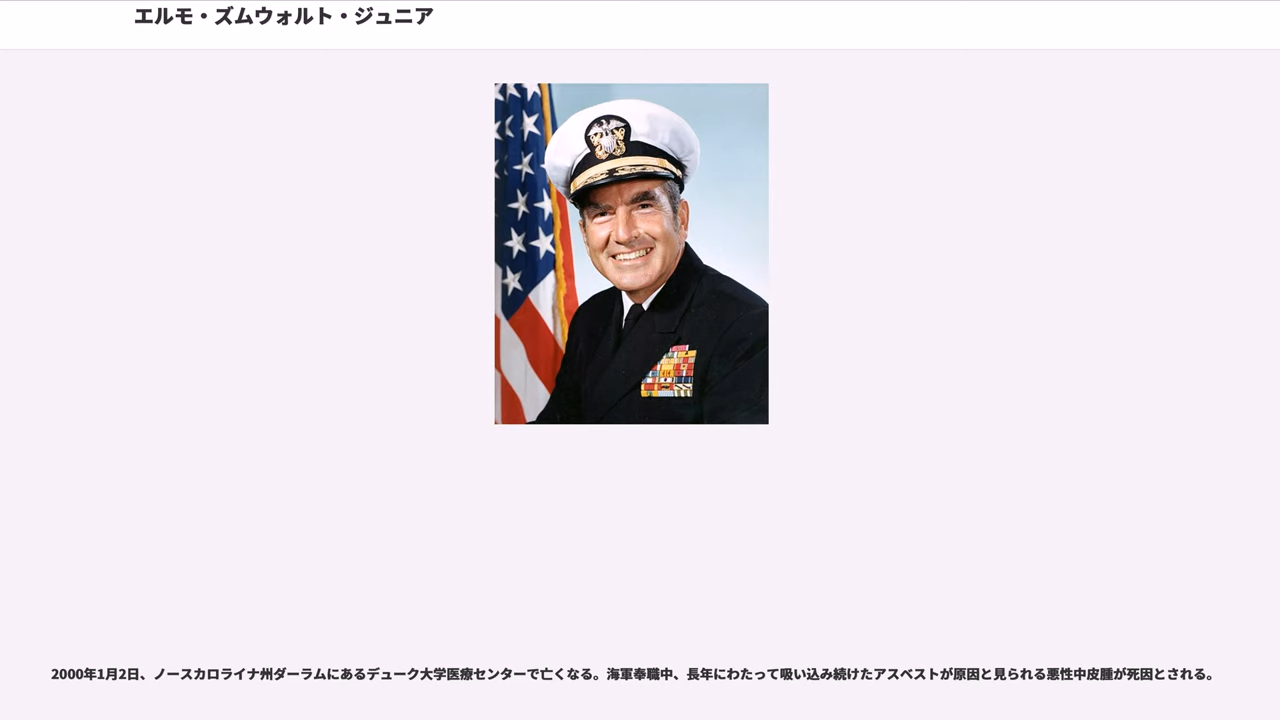 エルモ・ズムウォルト・ジュニア
2000年1月2日、ノースカロライナ州ダーラムにあるデューク大学医療センターで亡くなる。海軍奉職中、長年にわたって吸い込み続けたアスベストが原因と見られる悪性中皮腫が死因とされる。